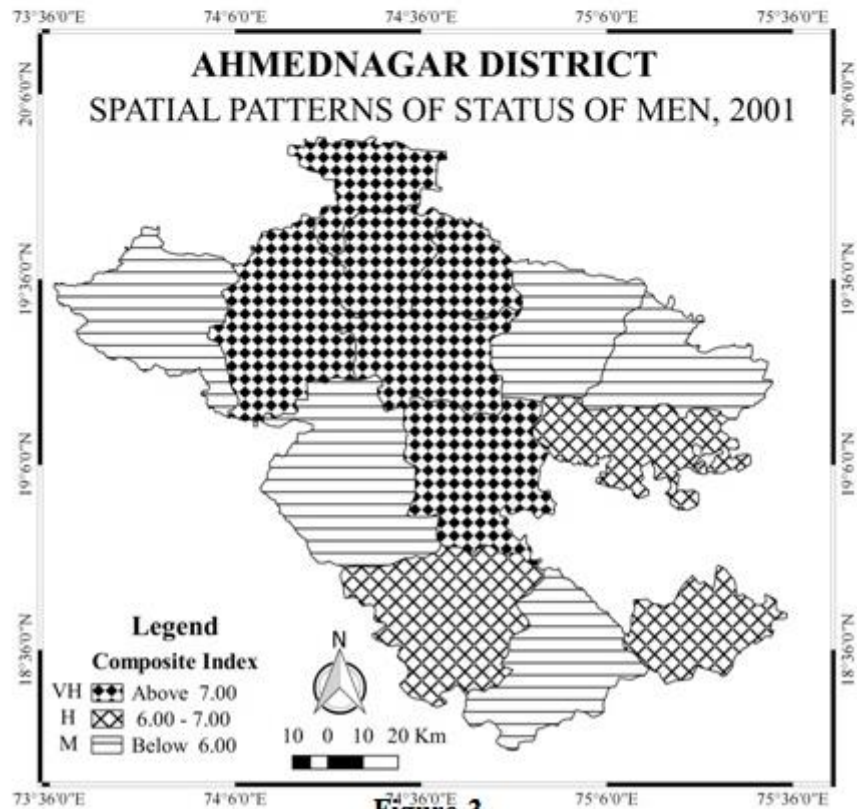 73°36'0"E 74°6'0"E 74°36'0"E 75°6'0"E 75°36'0"E
AHMEDNAGAR DISTRICT
SPATIAL PATTERNS OF STATUS OF MEN, 2001
20°6'0"N 20°6'0"N
19°36'0"N 19°36'0"N
19°6'0"N 19°6'0"N
18°36'0"N 18°36'0"N
Legend
Composite Index
VH Above 7.00
H 6.00 - 7.00
M Below 6.00
N
10 0 10 20 Km
73°36'0"E 74°6'0"E 74°36'0"E 75°6'0"E 75°36'0"E